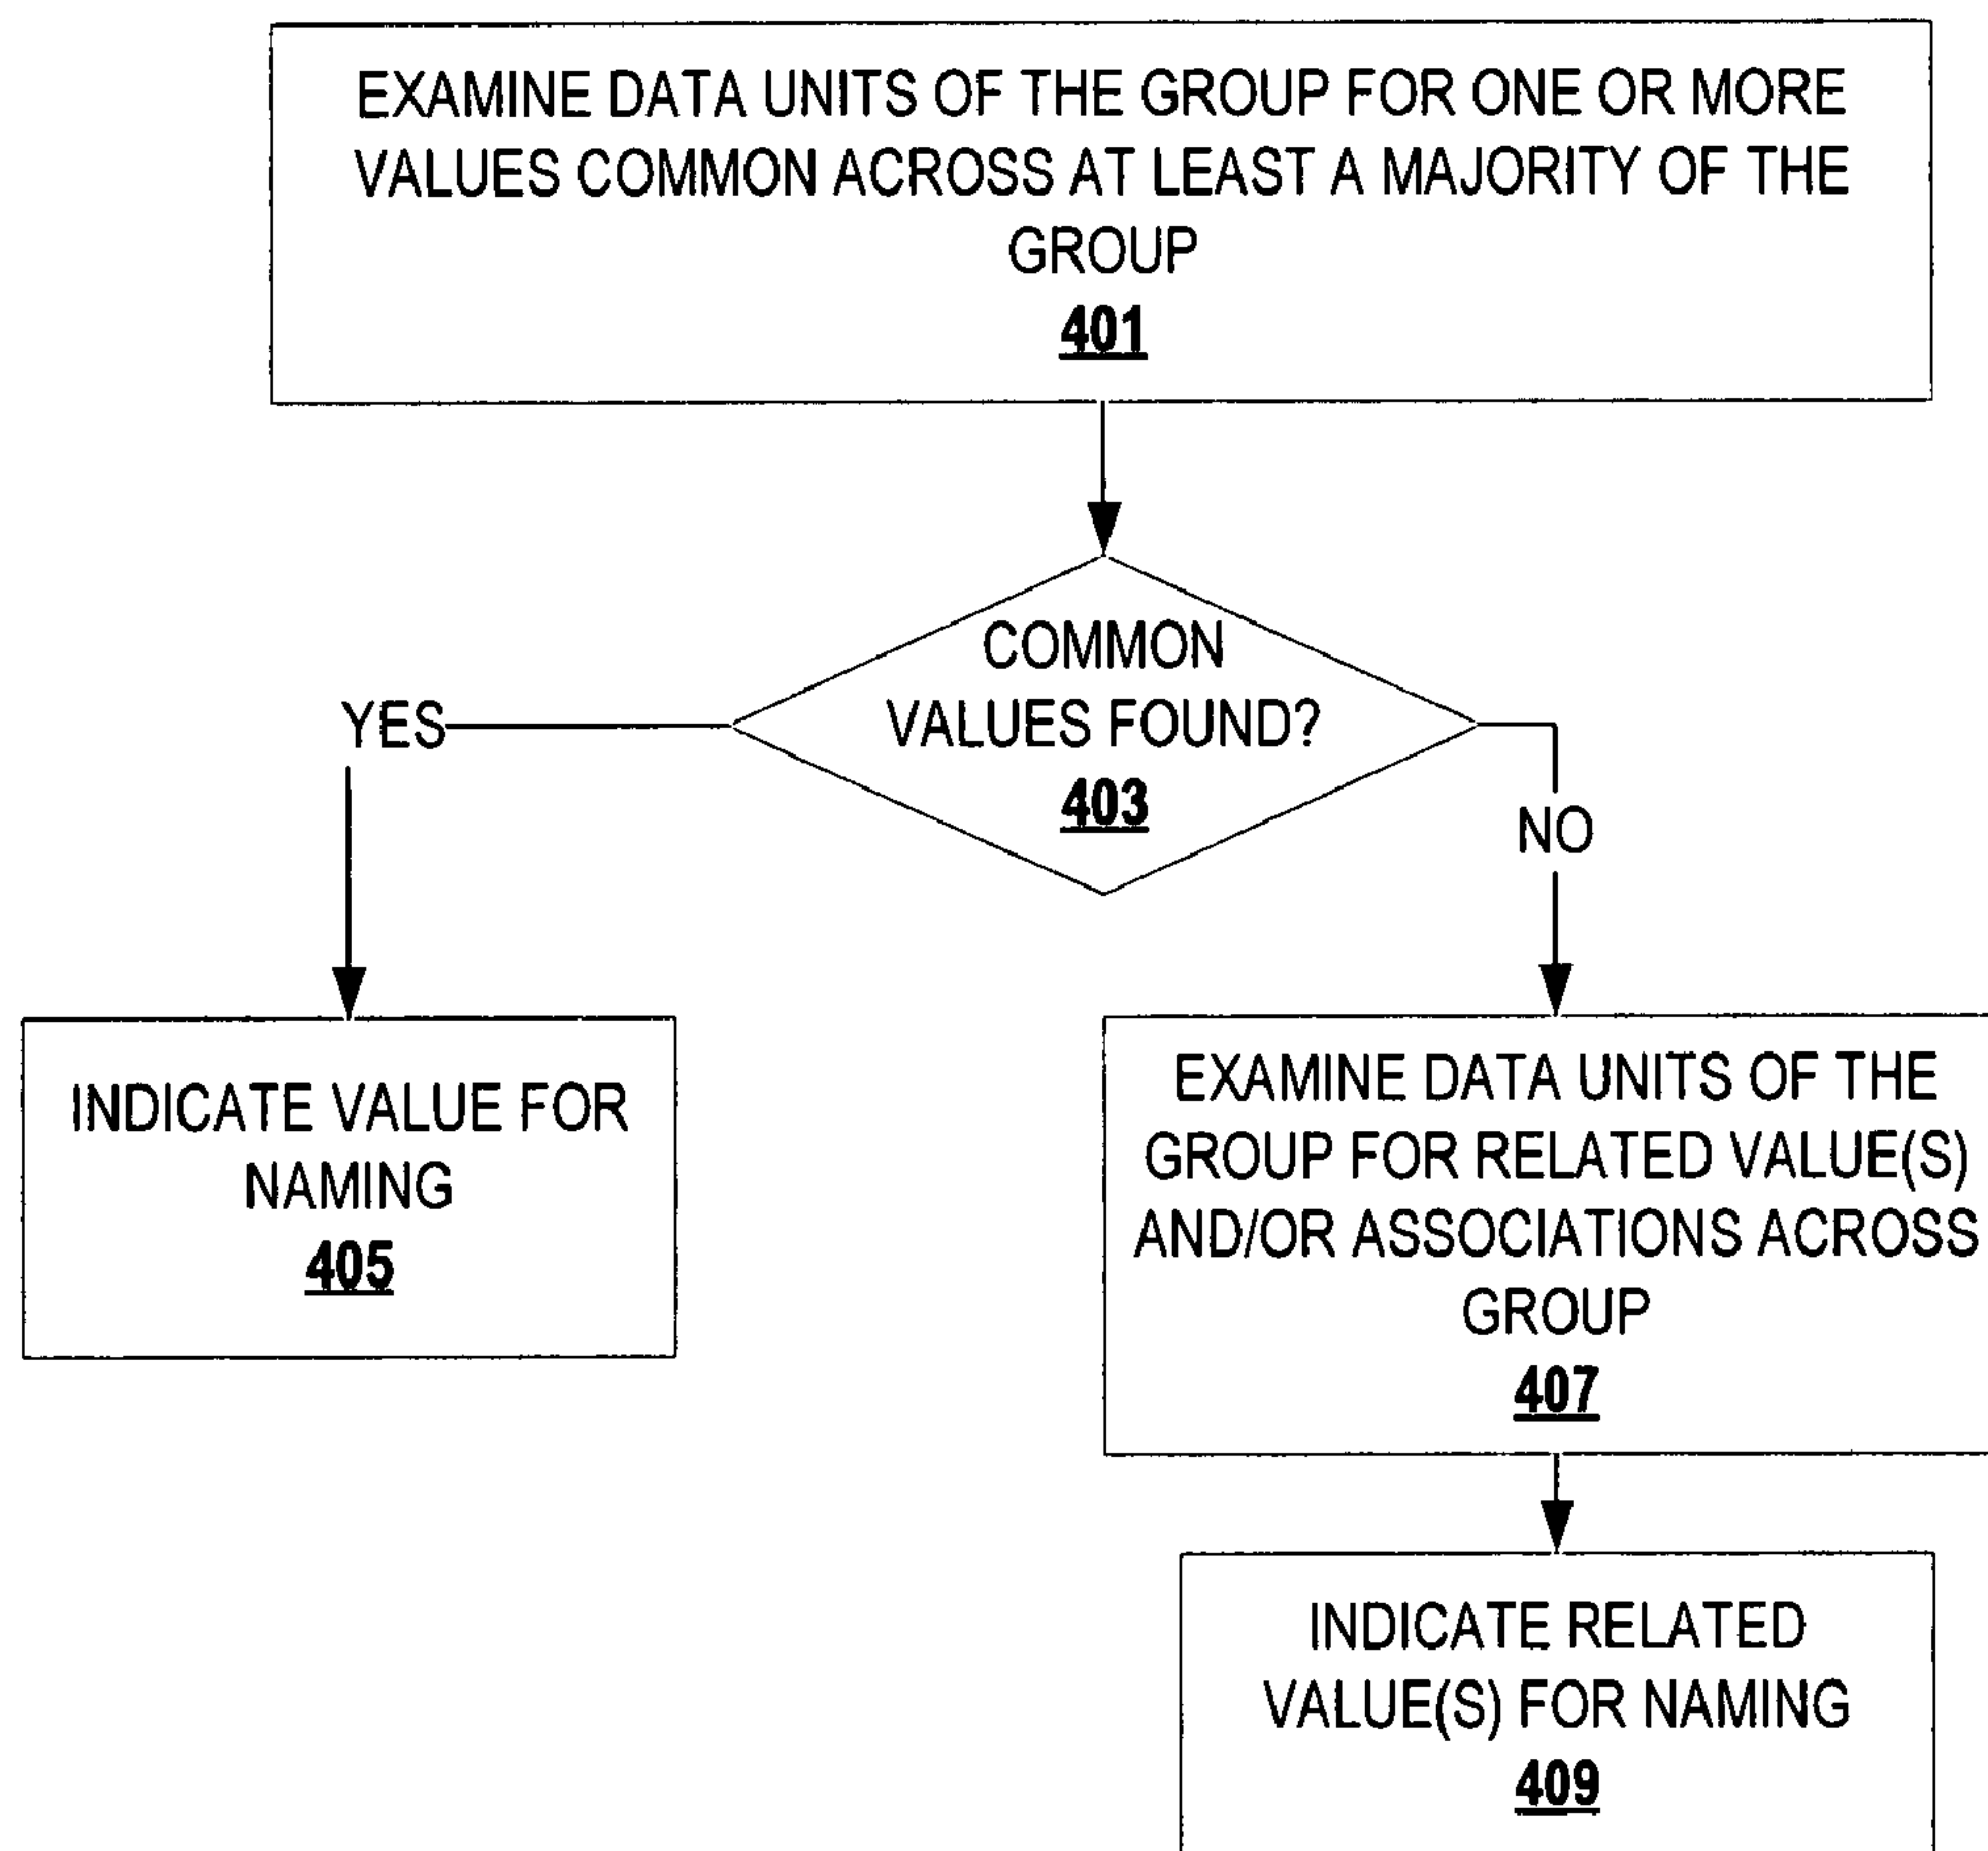 EXAMINE DATA UNITS OF THE GROUP FOR ONE OR MORE
VALUES COMMON ACROSS AT LEAST A MAJORITY OF THE
GROUP
401
COMMON
VALUES FOUND?
403
YES
NO
INDICATE VALUE FOR
NAMING
405
EXAMINE DATA UNITS OF THE
GROUP FOR RELATED VALUE(S)
AND/OR ASSOCIATIONS ACROSS
GROUP
407
INDICATE RELATED
VALUE(S) FOR NAMING
409